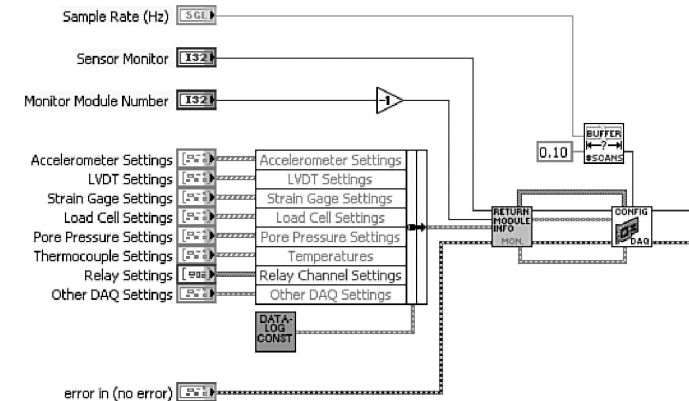 Sample Rate (Hz) SGL
Sensor Monitor I32
Monitor Module Number I32
-1
BUFFER
?
#SCANS
0.10
Accelerometer Settings Accelerometer Settings
LVDT Settings LVDT Settings
Strain Gage Settings Strain Gage Settings
Load Cell Settings Load Cell Settings
Pore Pressure Settings Pore Pressure Settings
Thermocouple Settings Temperatures
Relay Settings Relay Channel Settings
Other DAQ Settings Other DAQ Settings
RETURN
MODULE
INFO
MON.
CONFIG
DAQ
DATA-
LOG
CONST
error in (no error)